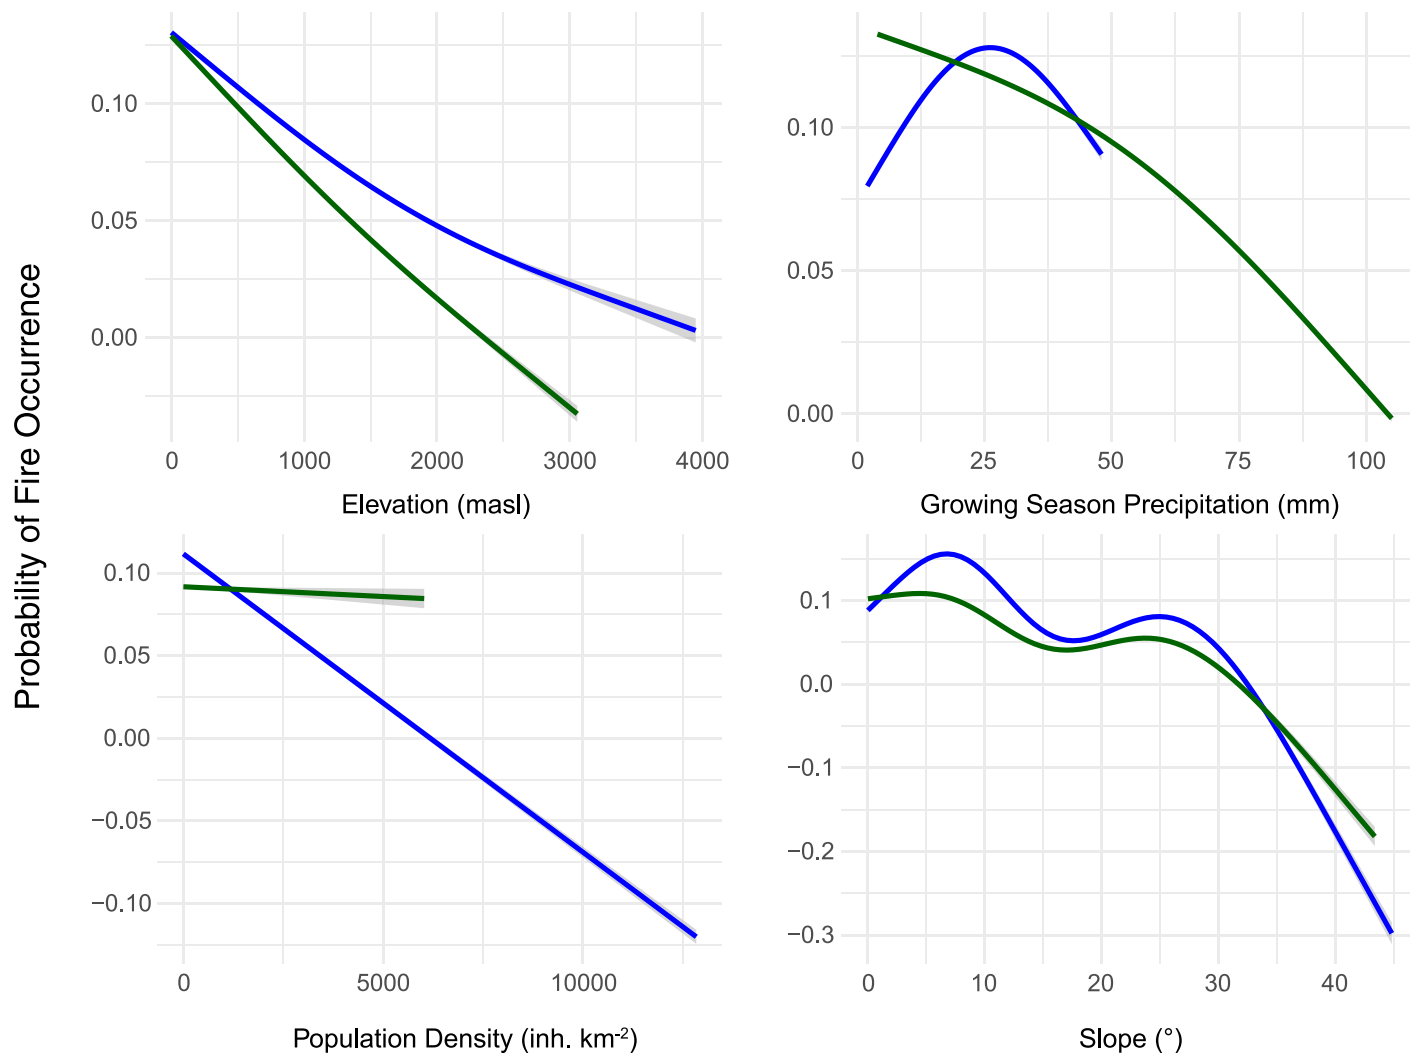 Probability of Fire Occurrence
0.10
0.05
0.00
0 1000 2000 3000 4000
Elevation (masl)
0.10
0.05
0.00
0 25 50 75 100
Growing Season Precipitation (mm)
0.10
0.05
0.00
−0.05
−0.10
0 5000 10000
Population Density (inh. km-2)
0.1
0.0
−0.1
−0.2
−0.3
0 10 20 30 40
Slope (°)